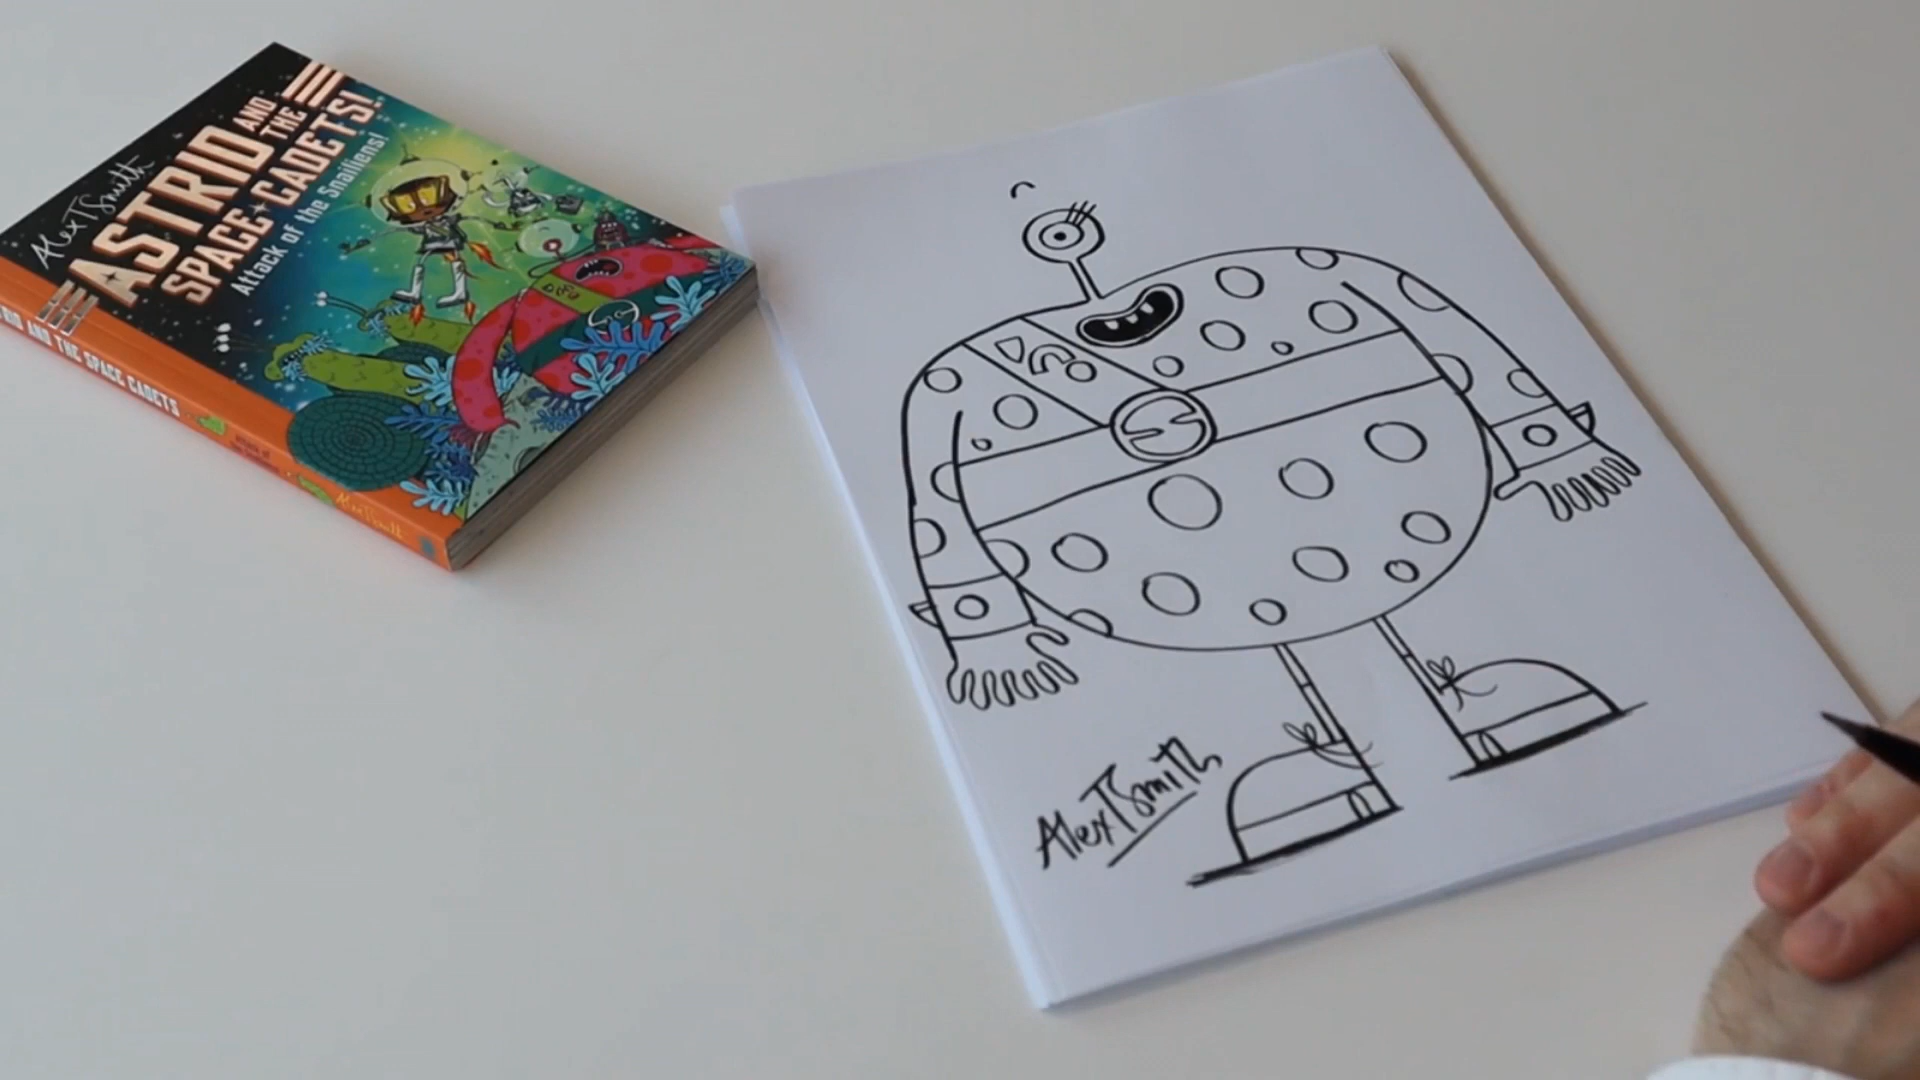 Alex T Smith
ASTRID AND THE
SPACE CADETS!
Attack of the Snailiens!
AND THE SPACE CADETS
Alex T Smith
Alex T Smith